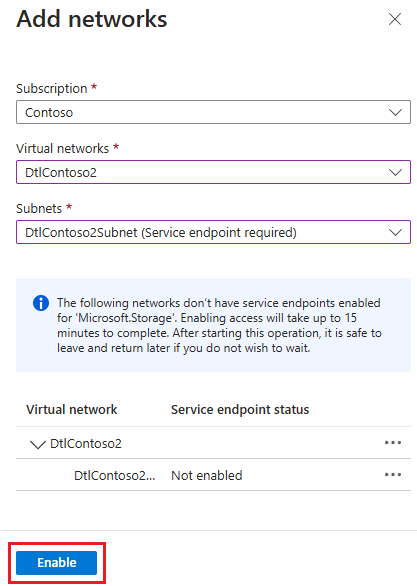 Add networks
Subscription *
Contoso
Virtual networks *
DtlContoso2
Subnets *
DtlContoso2Subnet (Service endpoint required)
The following networks don't have service endpoints enabled
for 'Microsoft.Storage'. Enabling access will take up to 15
minutes to complete. After starting this operation, it is safe to
leave and return later if you do not wish to wait.
Virtual network Service endpoint status
DtlContoso2 ...
DtlContoso2... Not enabled ...
Enable